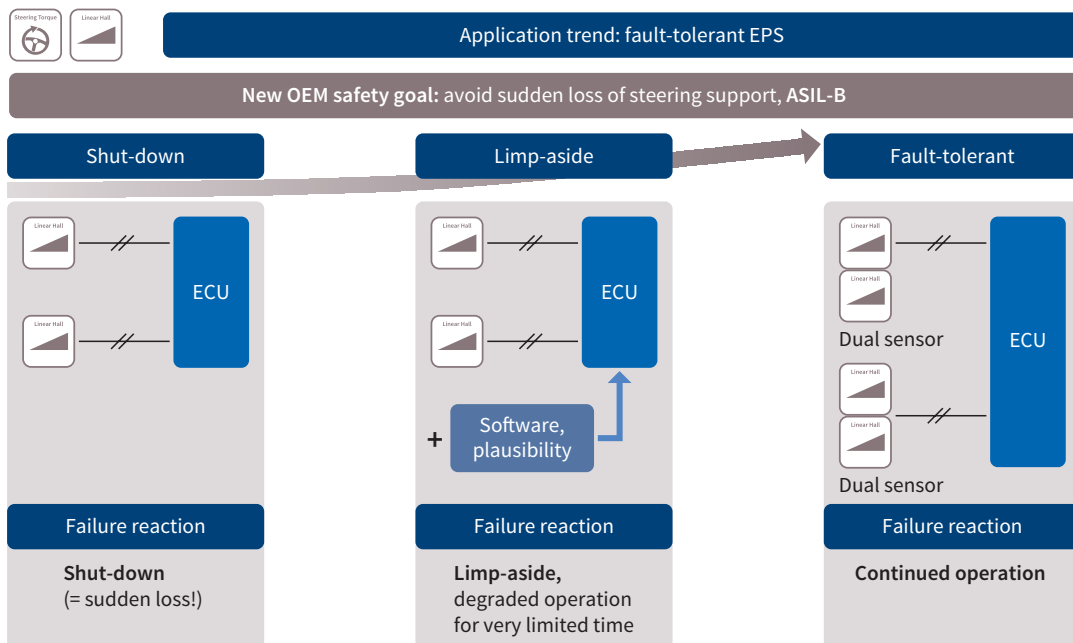 Steering Torque
Linear Hall
Application trend: fault-tolerant EPS
New OEM safety goal: avoid sudden loss of steering support, ASIL-B
Shut-down
Limp-aside
Fault-tolerant
Linear Hall
Linear Hall
ECU
Linear Hall
Linear Hall
ECU
+
Software,
plausibility
Linear Hall
Linear Hall
Dual sensor
Linear Hall
Linear Hall
Dual sensor
ECU
Failure reaction
Failure reaction
Failure reaction
Shut-down
(= sudden loss!)
Limp-aside,
degraded operation
for very limited time
Continued operation